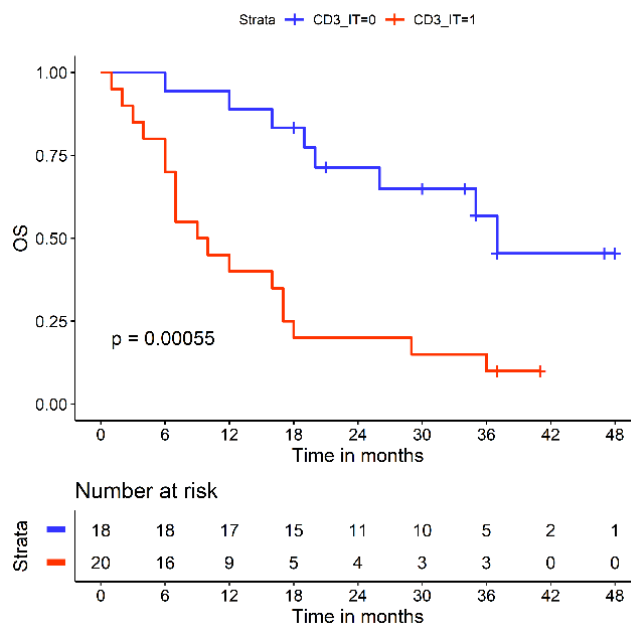 Strata CD3_IT=0 CD3_IT=1
1.00
0.75
0.50
0.25
0.00
OS
p = 0.00055
0 6 12 18 24 30 36 42 48
Time in months
Number at risk
Strata
18 18 17 15 11 10 5 2 1
20 16 9 5 4 3 3 0 0
0 6 12 18 24 30 36 42 48
Time in months